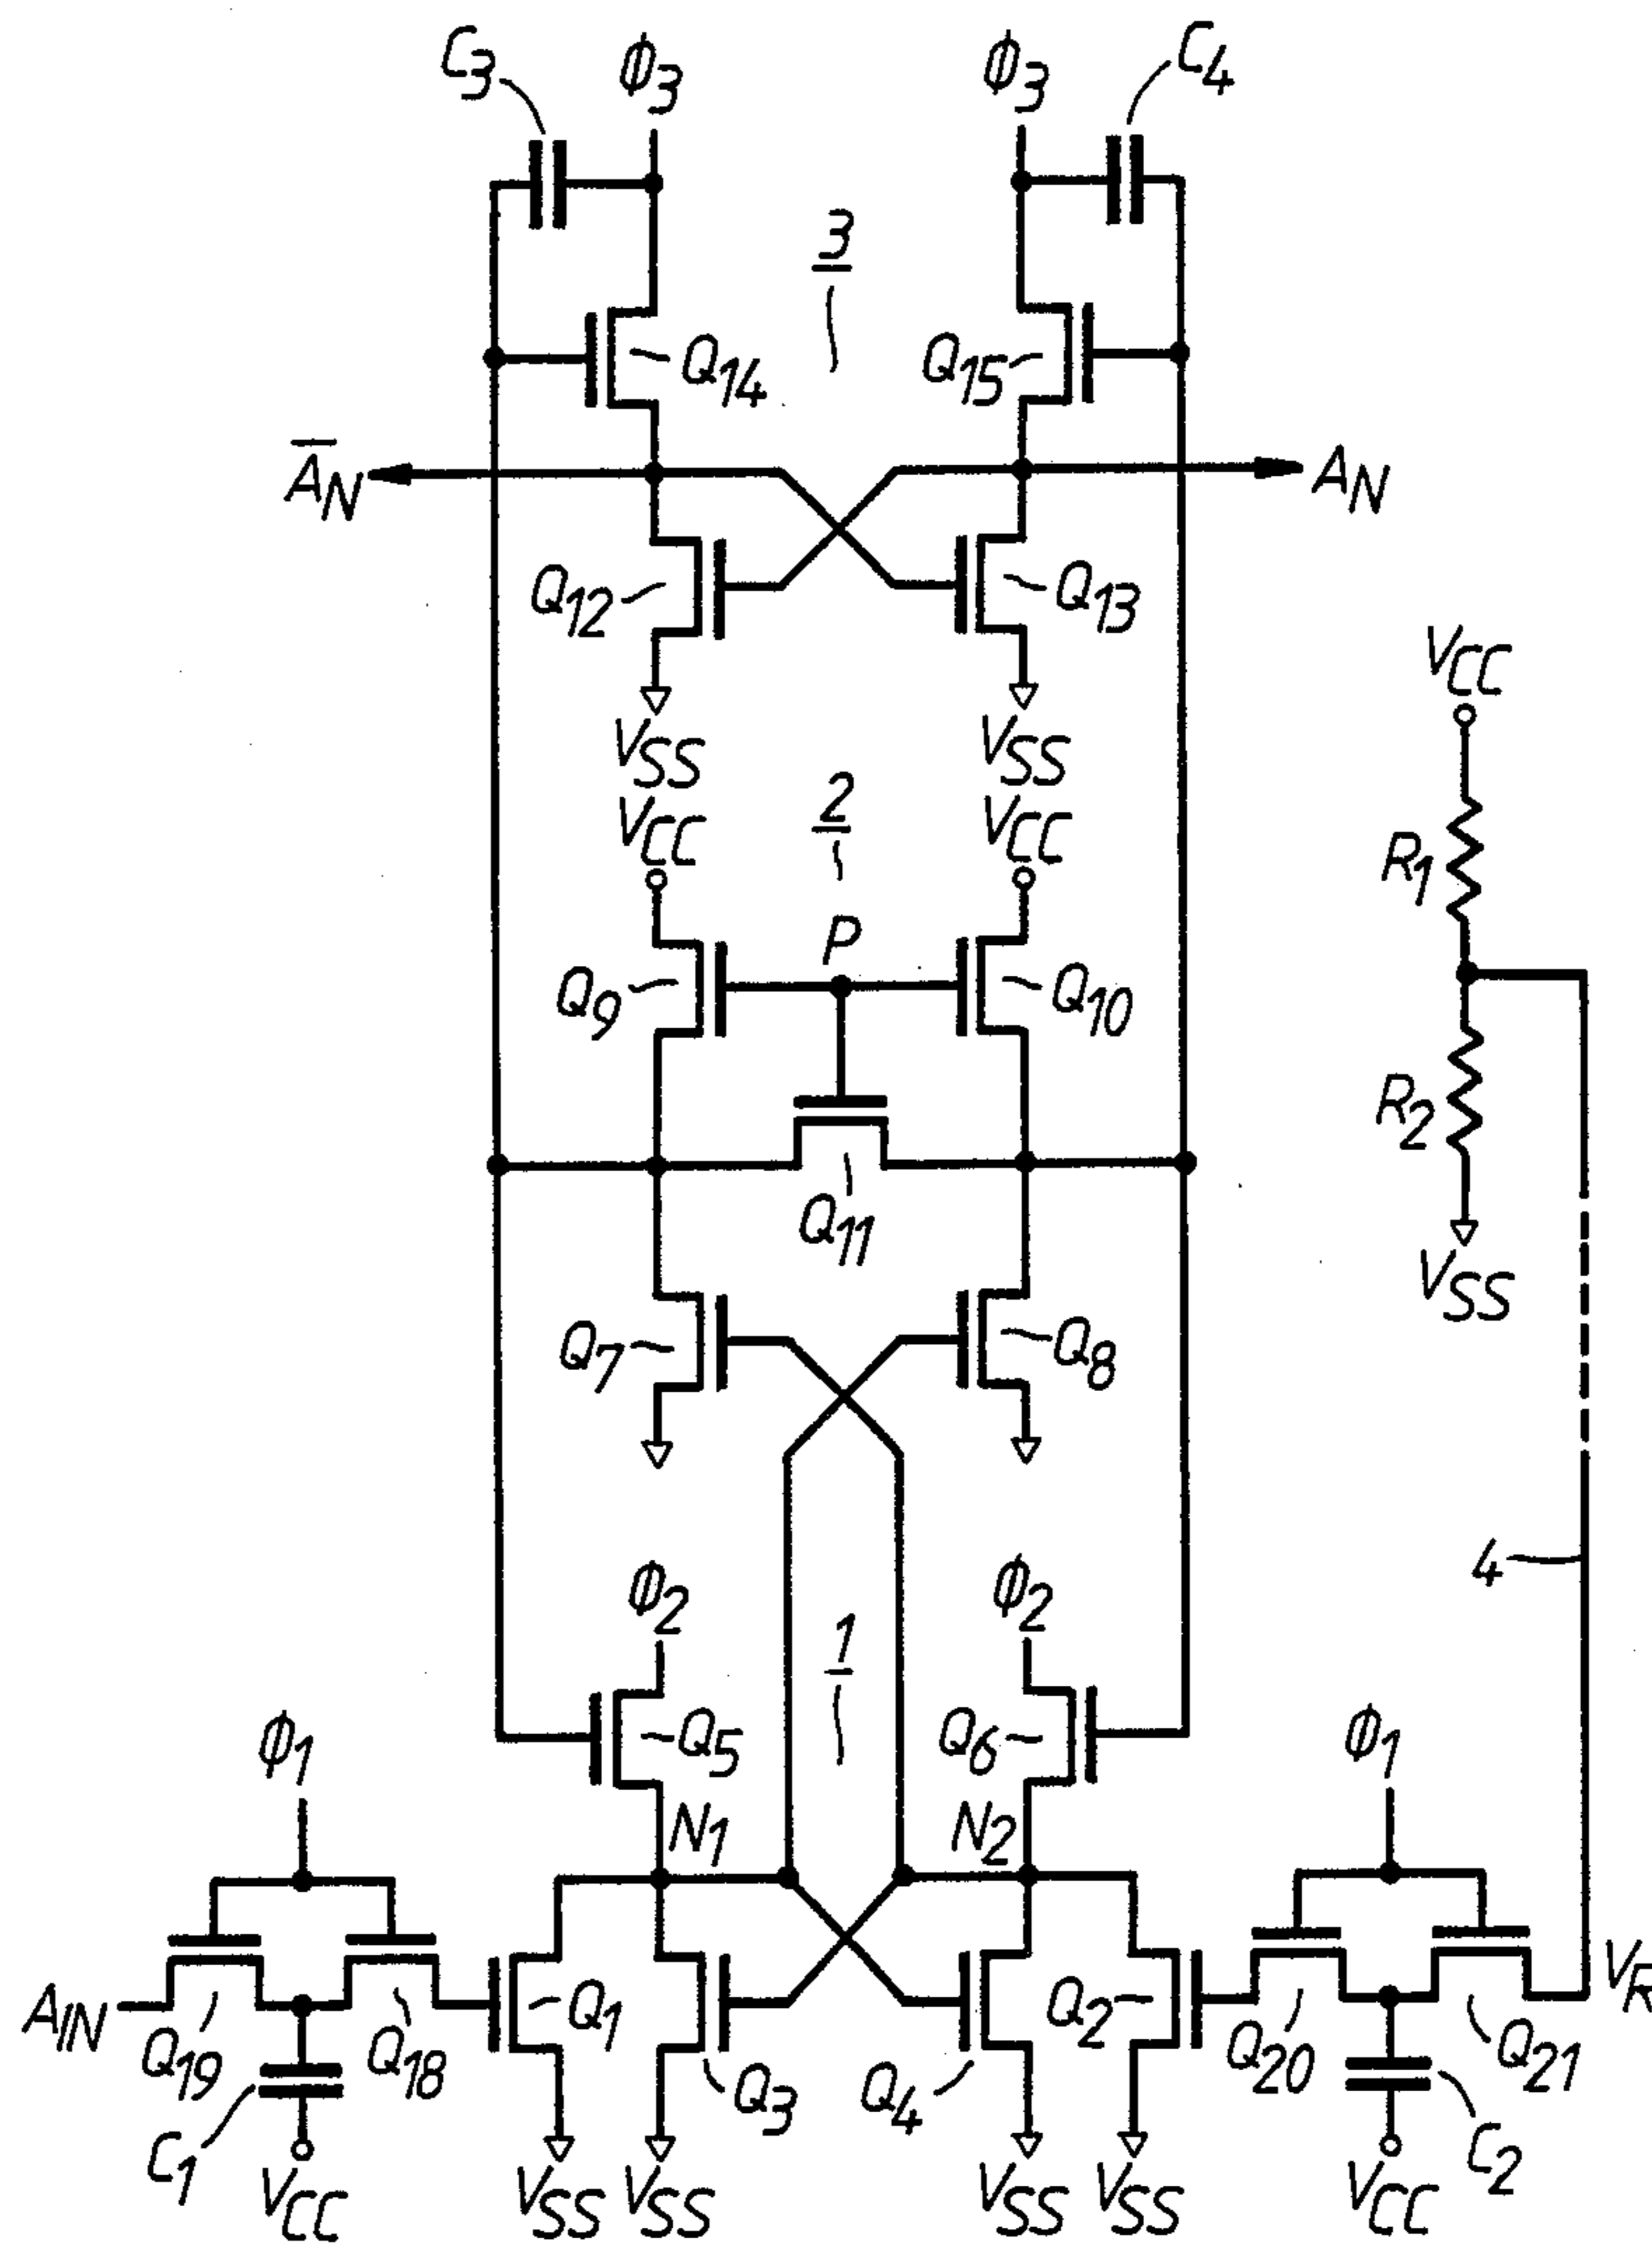 C3 ϕ3 ϕ3 C4
3
Q14 Q15
A̅N AN
Q12 Q13
VSS VSS
VCC
2
VCC VCC
R1
P
Q9 Q10
R2
Q11
VSS
Q7 Q8
4
ϕ2 ϕ2
1
ϕ1 Q5 Q6 ϕ1
N1 N2
AIN Q19 Q18 Q1 Q3 Q4 Q2 Q20 Q21 VR
C1 C2
VCC VSS VSS VSS VSS VCC